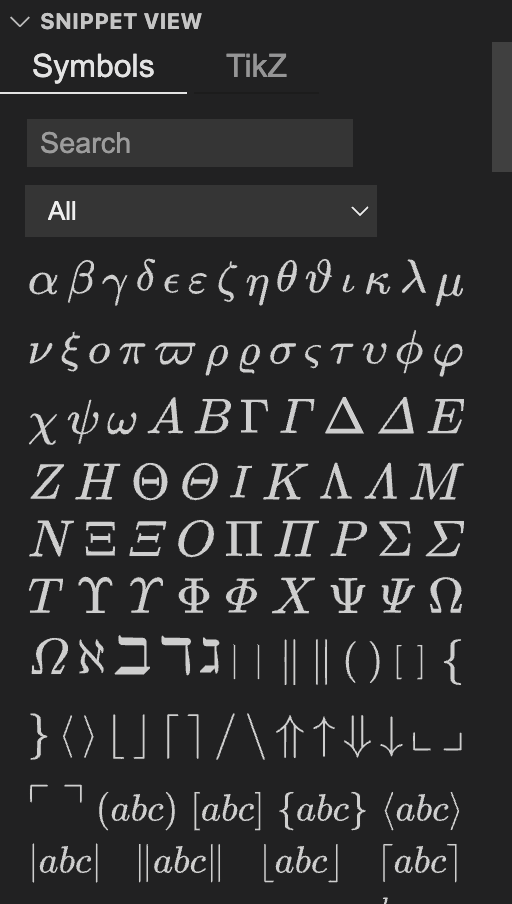 SNIPPET VIEW
Symbols TikZ
Search
All
α β γ δ ϵ ε ζ η θ ϑ ι κ λ μ
ν ξ ο π ϖ ρ ϱ σ ς τ υ ϕ φ
χ ψ ω A B Γ Γ Δ Δ E
Z H Θ Θ I K Λ Λ M
N Ξ Ξ O Π Π P Σ Σ
T ϒ ϒ Φ Φ X Ψ Ψ Ω
Ω ℵ ℶ ℸ ℷ | | ‖ ‖ ( ) [ ] {
} ⟨ ⟩ ⌊ ⌋ ⌈ ⌉ / \ ⇑ ↑ ⇓ ↓ ⌞ ⌟
⌜ ⌝ (abc) [abc] {abc} ⟨abc⟩
|abc| ‖abc‖ ⌊abc⌋ ⌈abc⌉